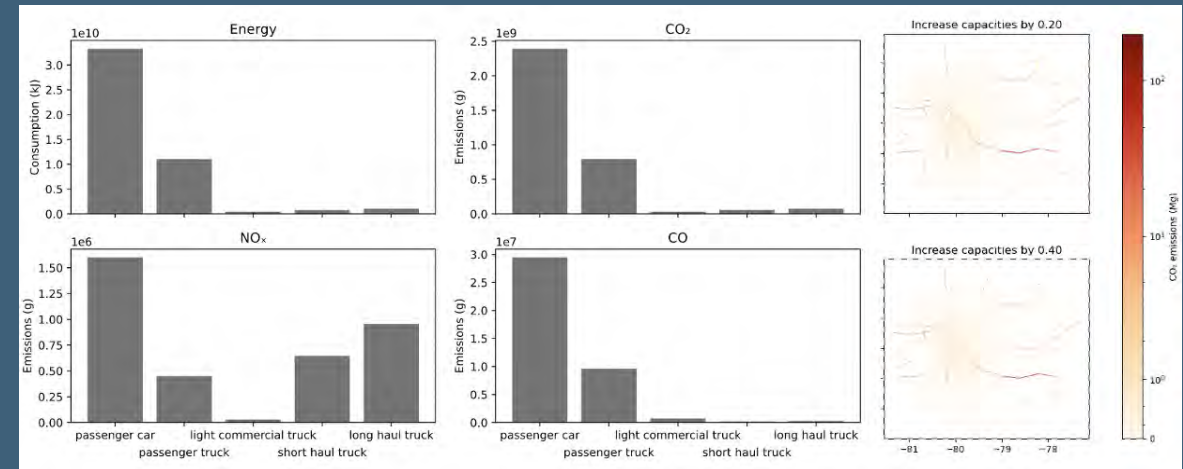 Energy
1e10
Consumption (kJ)
3.0
2.5
2.0
1.5
1.0
0.5
0.0
CO₂
1e9
Emissions (g)
2.5
2.0
1.5
1.0
0.5
0.0
Increase capacities by 0.20
NOₓ
1e6
Emissions (g)
1.50
1.25
1.00
0.75
0.50
0.25
0.00
passenger car
passenger truck
light commercial truck
short haul truck
long haul truck
CO
1e7
Emissions (g)
3.0
2.5
2.0
1.5
1.0
0.5
0.0
passenger car
passenger truck
light commercial truck
short haul truck
long haul truck
Increase capacities by 0.40
−81
−80
−79
−78
10²
10¹
10⁰
0
CO₂ emissions (Mg)